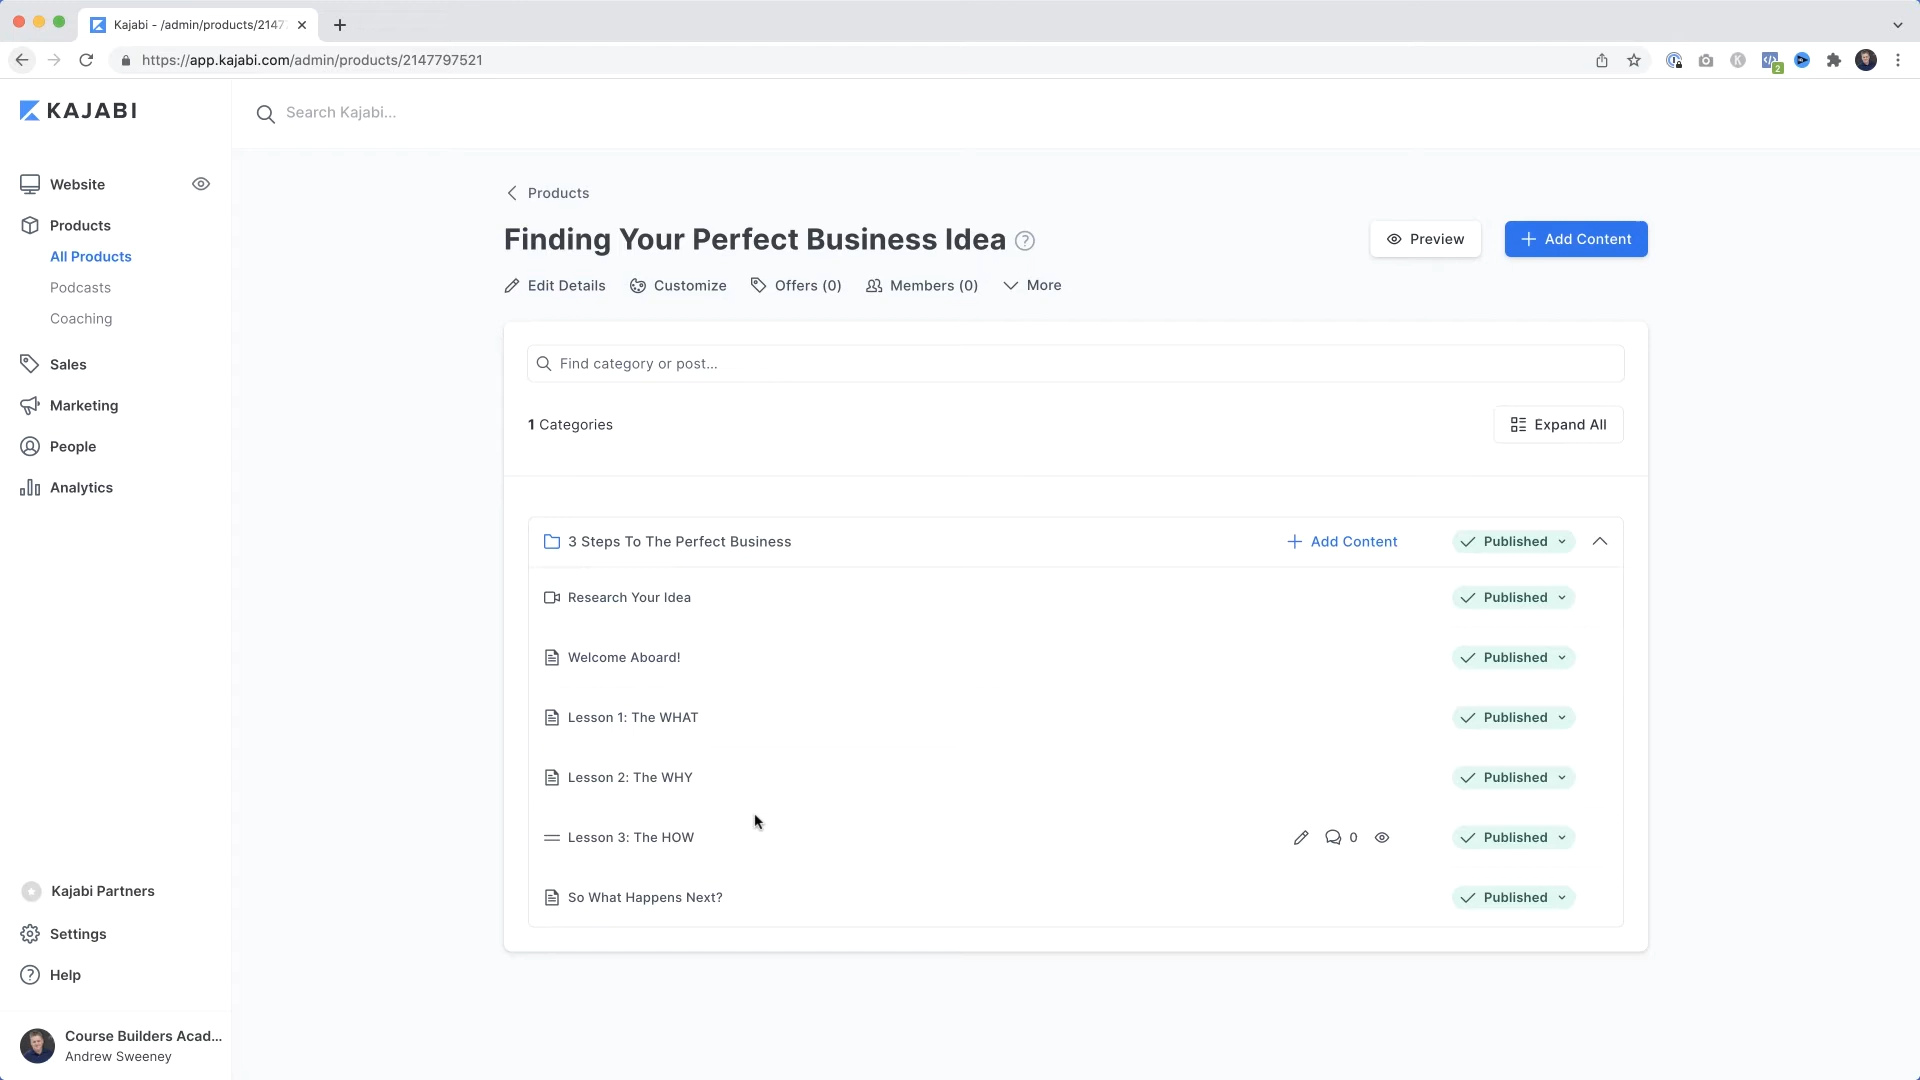 Kajabi - /admin/products/2147
https://app.kajabi.com/admin/products/2147797521
2
KAJABI
Search Kajabi...
Website
Products
All Products
Podcasts
Coaching
Sales
Marketing
People
Analytics
Kajabi Partners
Settings
Help
Course Builders Acad...
Andrew Sweeney
Products
Finding Your Perfect Business Idea
Preview
Add Content
Edit Details
Customize
Offers (0)
Members (0)
More
Find category or post...
1 Categories
Expand All
3 Steps To The Perfect Business
Add Content
Published
Research Your Idea
Published
Welcome Aboard!
Published
Lesson 1: The WHAT
Published
Lesson 2: The WHY
Published
Lesson 3: The HOW
0
Published
So What Happens Next?
Published